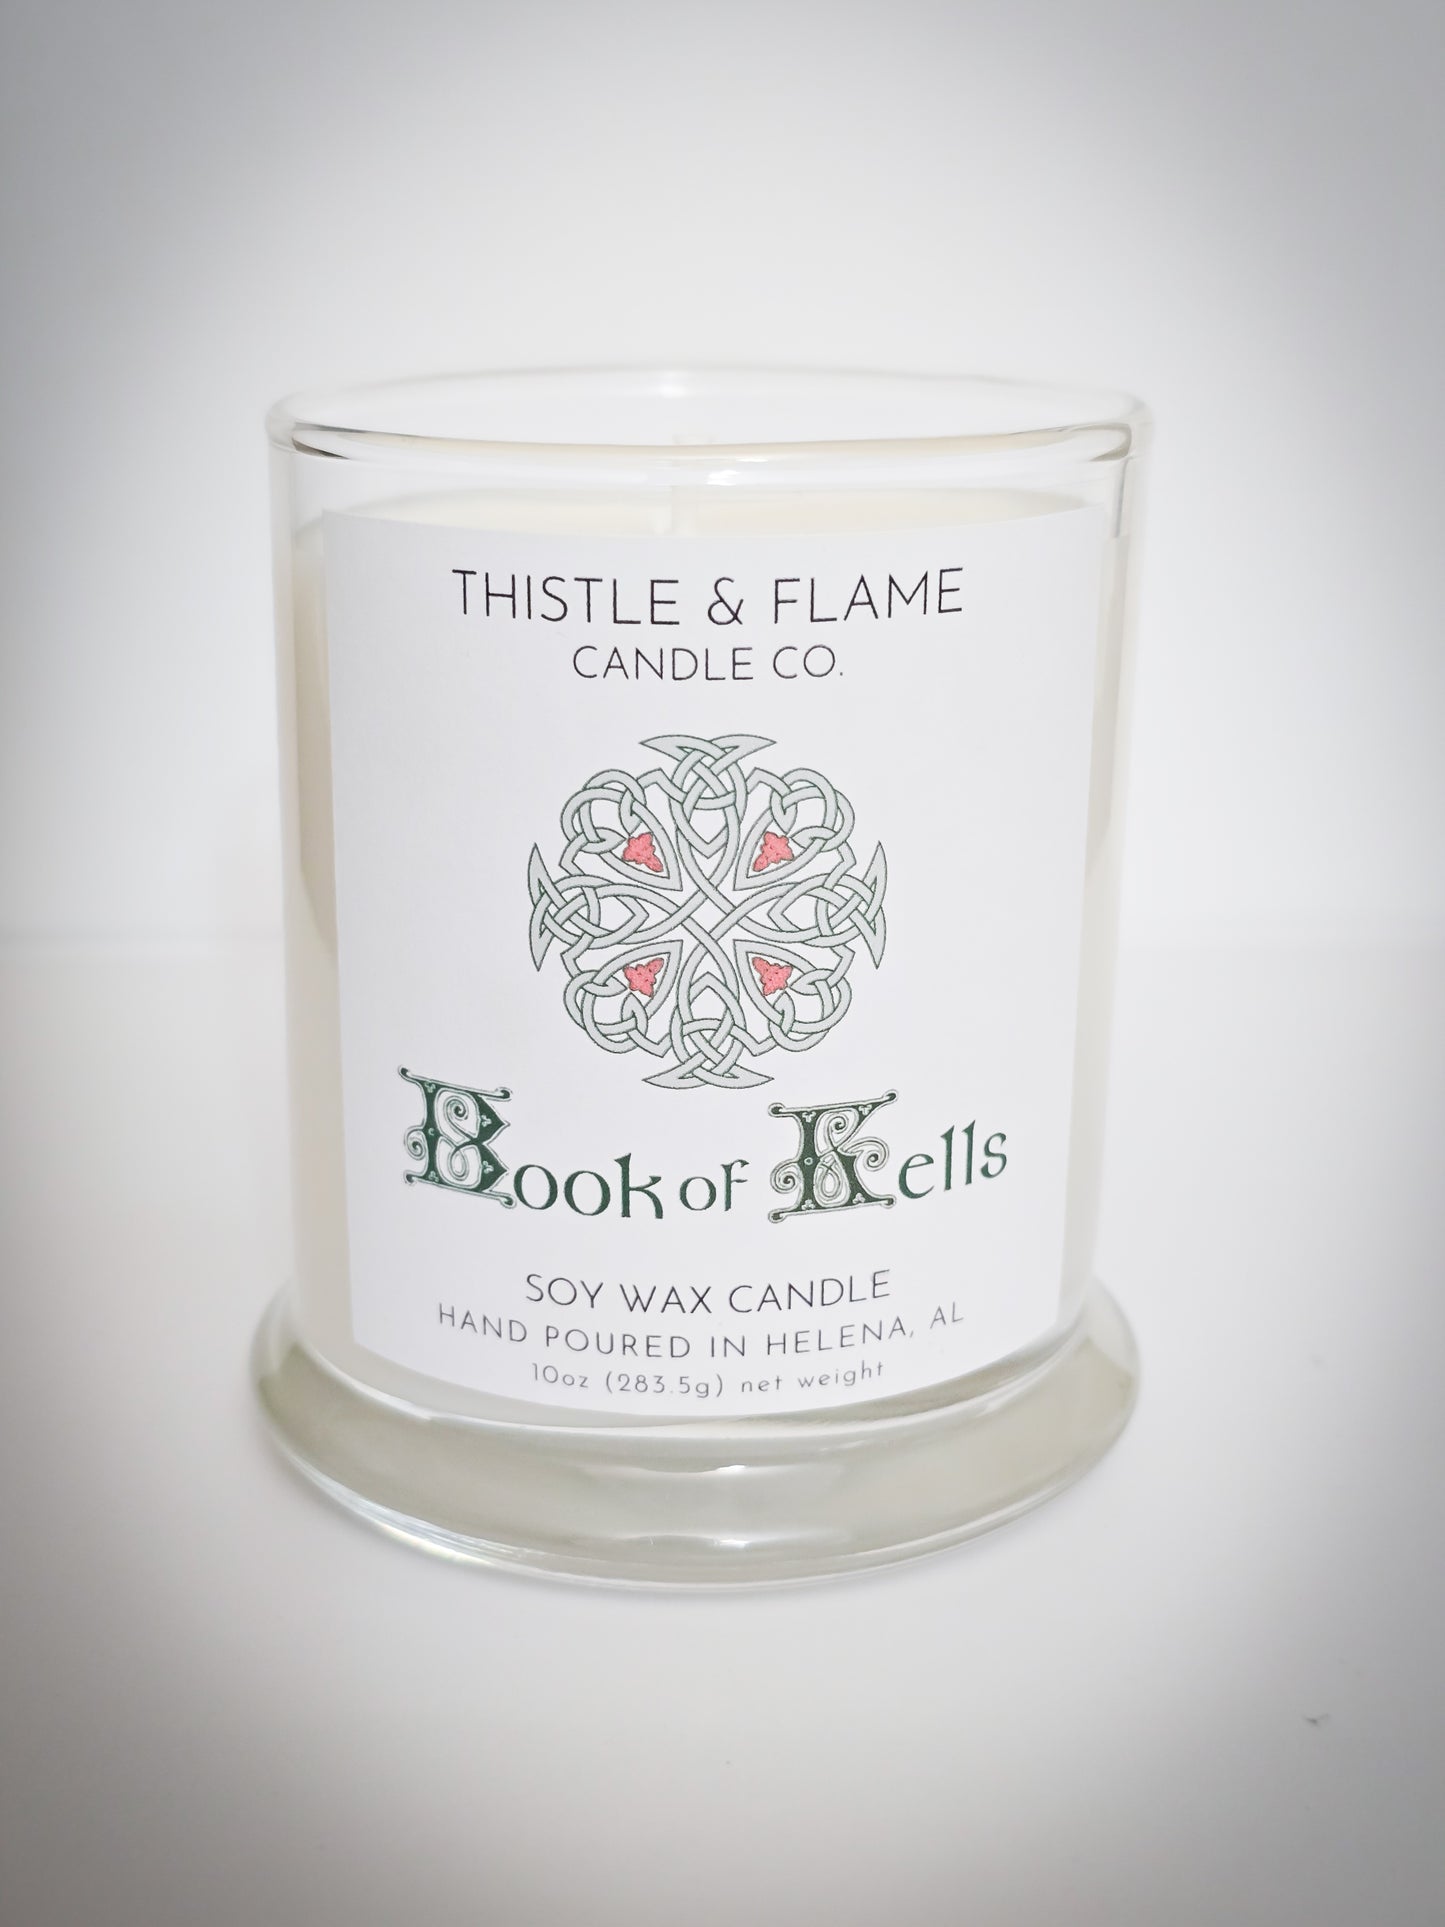 THISTLE & FLAME
CANDLE CO.
Book of Kells
SOY WAX CANDLE
HAND POURED IN HELENA, AL
10oz (283.5g) net weight